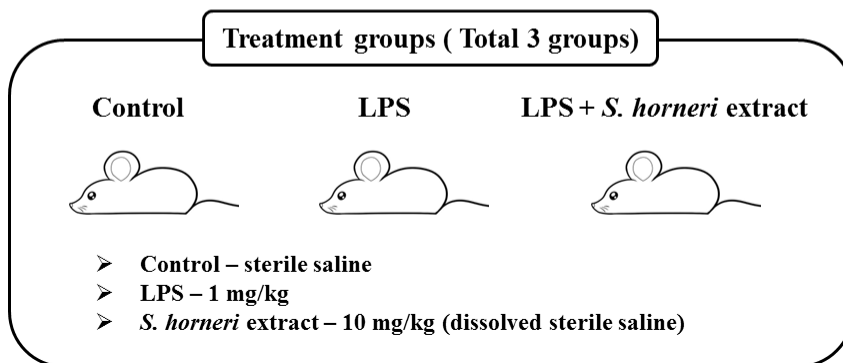 Treatment groups ( Total 3 groups)
Control LPS LPS + S. horneri extract
➢ Control – sterile saline
➢ LPS – 1 mg/kg
➢ S. horneri extract – 10 mg/kg (dissolved sterile saline)